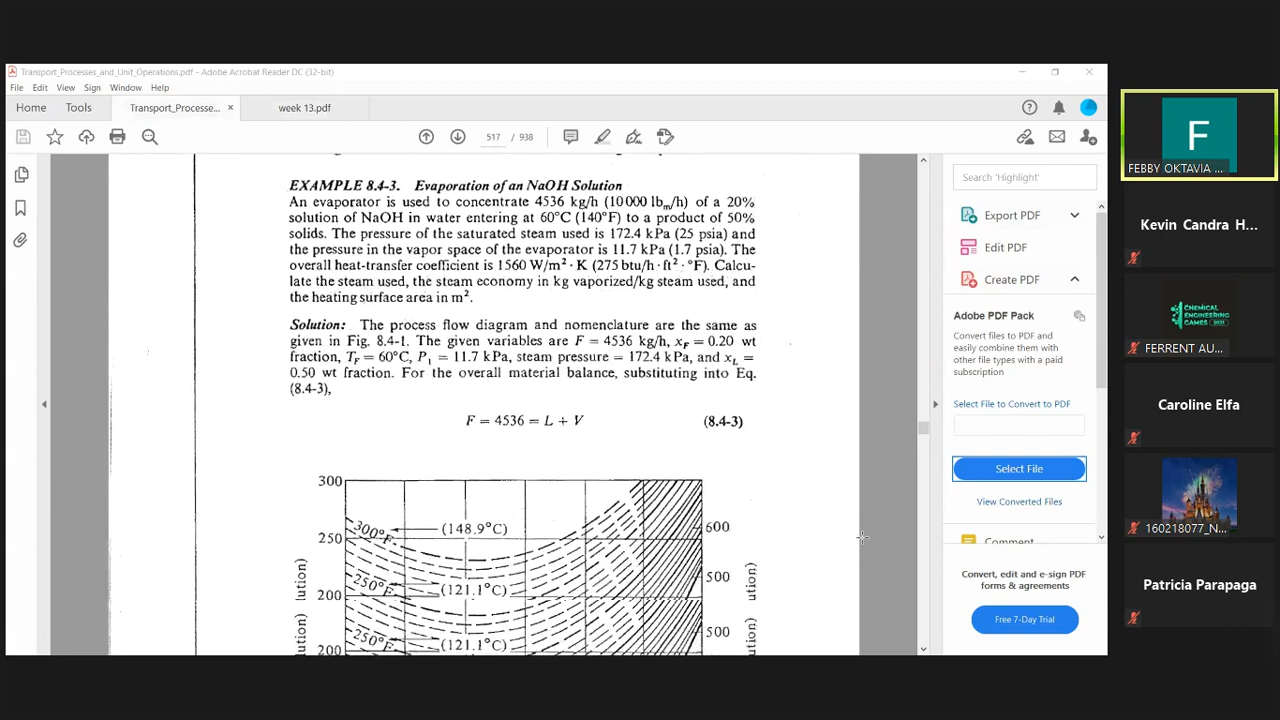 Transport_Processes_and_Unit_Operations.pdf - Adobe Acrobat Reader DC (32-bit)
File Edit View Sign Window Help
Home Tools Transport_Processe... × week 13.pdf
517 / 938
EXAMPLE 8.4-3. Evaporation of an NaOH Solution
An evaporator is used to concentrate 4536 kg/h (10 000 lbm/h) of a 20%
solution of NaOH in water entering at 60°C (140°F) to a product of 50%
solids. The pressure of the saturated steam used is 172.4 kPa (25 psia) and
the pressure in the vapor space of the evaporator is 11.7 kPa (1.7 psia). The
overall heat-transfer coefficient is 1560 W/m² · K (275 btu/h · ft² · °F). Calcu-
late the steam used, the steam economy in kg vaporized/kg steam used, and
the heating surface area in m².
Solution: The process flow diagram and nomenclature are the same as
given in Fig. 8.4-1. The given variables are F = 4536 kg/h, xF = 0.20 wt
fraction, TF = 60°C, P1 = 11.7 kPa, steam pressure = 172.4 kPa, and xL =
0.50 wt fraction. For the overall material balance, substituting into Eq.
(8.4-3),
F = 4536 = L + V (8.4-3)
300
300°F (148.9°C) 600
250
250°F (121.1°C) 500
200
250°F (121.1°C) 500
200
lution) ution)
lution) ution)
Search 'Highlight'
Export PDF
Edit PDF
Create PDF
Adobe PDF Pack
Convert files to PDF and
easily combine them with
other file types with a paid
subscription
Select File to Convert to PDF
Select File
View Converted Files
Comment
Convert, edit and e-sign PDF
forms & agreements
Free 7-Day Trial
F
FEBBY OKTAVIA ...
Kevin Candra H...
CHEMICAL
ENGINEERING
GAMES 2021
FERRENT AU...
Caroline Elfa
160218077_N...
Patricia Parapaga